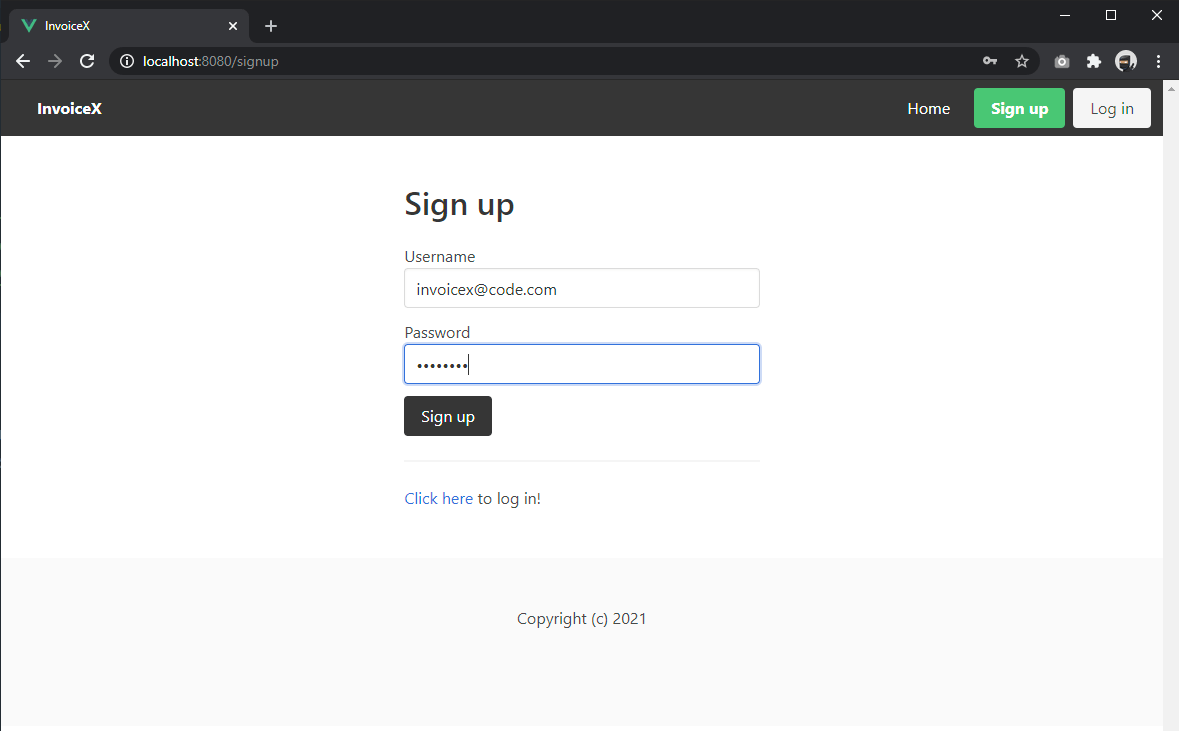 InvoiceX
localhost:8080/signup
InvoiceX Home Sign up Log in
Sign up
Username
invoicex@code.com
Password
••••••••
Sign up
Click here to log in!
Copyright (c) 2021